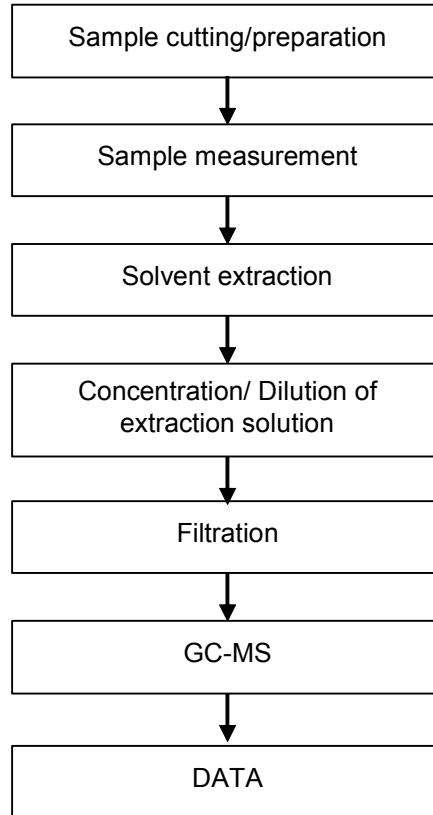 Sample cutting/preparation
Sample measurement
Solvent extraction
Concentration/ Dilution of
extraction solution
Filtration
GC-MS
DATA